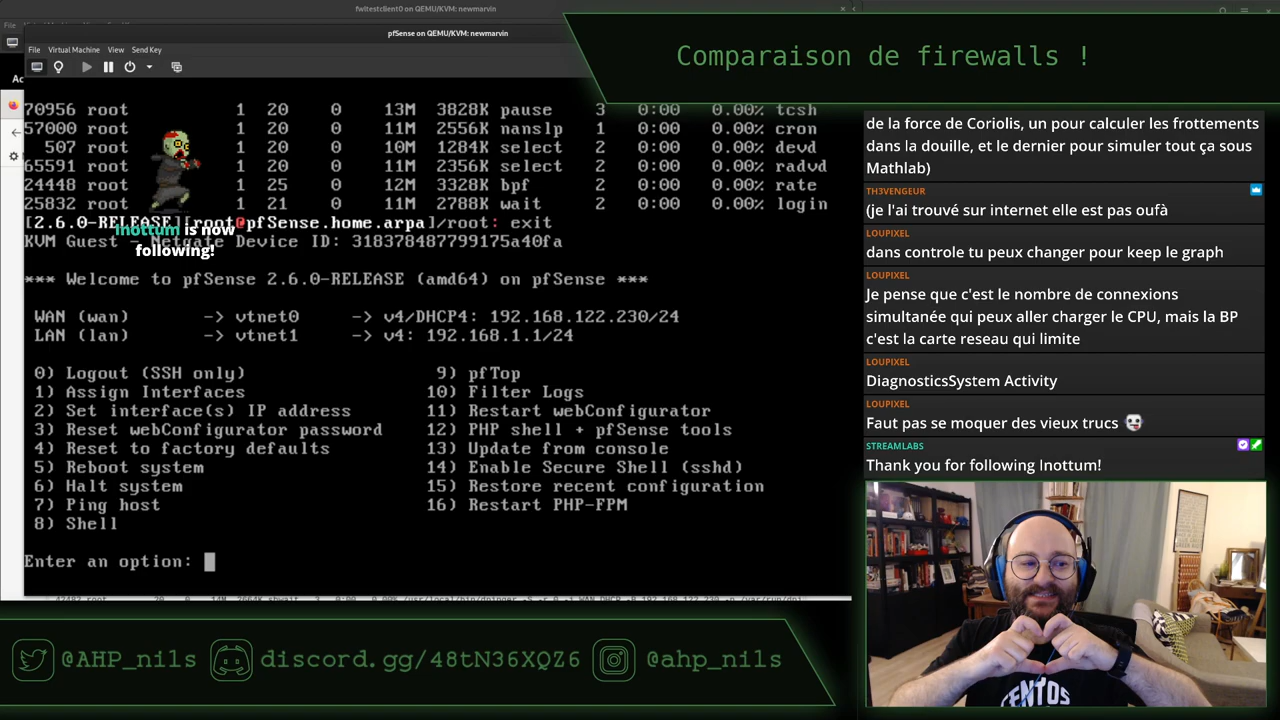 fwltestclient0 on QEMU/KVM: newmarvin
File
pfSense on QEMU/KVM: newmarvin
File Virtual Machine View Send Key
Comparaison de firewalls !
70956 root 1 20 0 13M 3828K pause 3 0:00 0.00% tcsh
57000 root 1 20 0 11M 2556K nanslp 1 0:00 0.00% cron
507 root 1 20 0 10M 1284K select 2 0:00 0.00% devd
65591 root 1 20 0 11M 2356K select 2 0:00 0.00% radvd
24448 root 1 25 0 12M 3328K bpf 2 0:00 0.00% rate
25832 root 1 21 0 11M 2788K wait 2 0:00 0.00% login
[2.6.0-RELEASE][root@pfSense.home.arpa]/root: exit
KVM Guest - Netgate Device ID: 318378487799175a40fa
Inottum is now
following!
*** Welcome to pfSense 2.6.0-RELEASE (amd64) on pfSense ***
WAN (wan) -> vtnet0 -> v4/DHCP4: 192.168.122.230/24
LAN (lan) -> vtnet1 -> v4: 192.168.1.1/24
0) Logout (SSH only) 9) pfTop
1) Assign Interfaces 10) Filter Logs
2) Set interface(s) IP address 11) Restart webConfigurator
3) Reset webConfigurator password 12) PHP shell + pfSense tools
4) Reset to factory defaults 13) Update from console
5) Reboot system 14) Enable Secure Shell (sshd)
6) Halt system 15) Restore recent configuration
7) Ping host 16) Restart PHP-FPM
8) Shell
Enter an option:
de la force de Coriolis, un pour calculer les frottements
dans la douille, et le dernier pour simuler tout ça sous
Mathlab)
TH3VENGEUR
(je l'ai trouvé sur internet elle est pas oufà
LOUPIXEL
dans controle tu peux changer pour keep le graph
LOUPIXEL
Je pense que c'est le nombre de connexions
simultanée qui peux aller charger le CPU, mais la BP
c'est la carte reseau qui limite
LOUPIXEL
DiagnosticsSystem Activity
LOUPIXEL
Faut pas se moquer des vieux trucs
STREAMLABS
Thank you for following Inottum!
CENTOS
@AHP_nils discord.gg/48tN36XQZ6 @ahp_nils